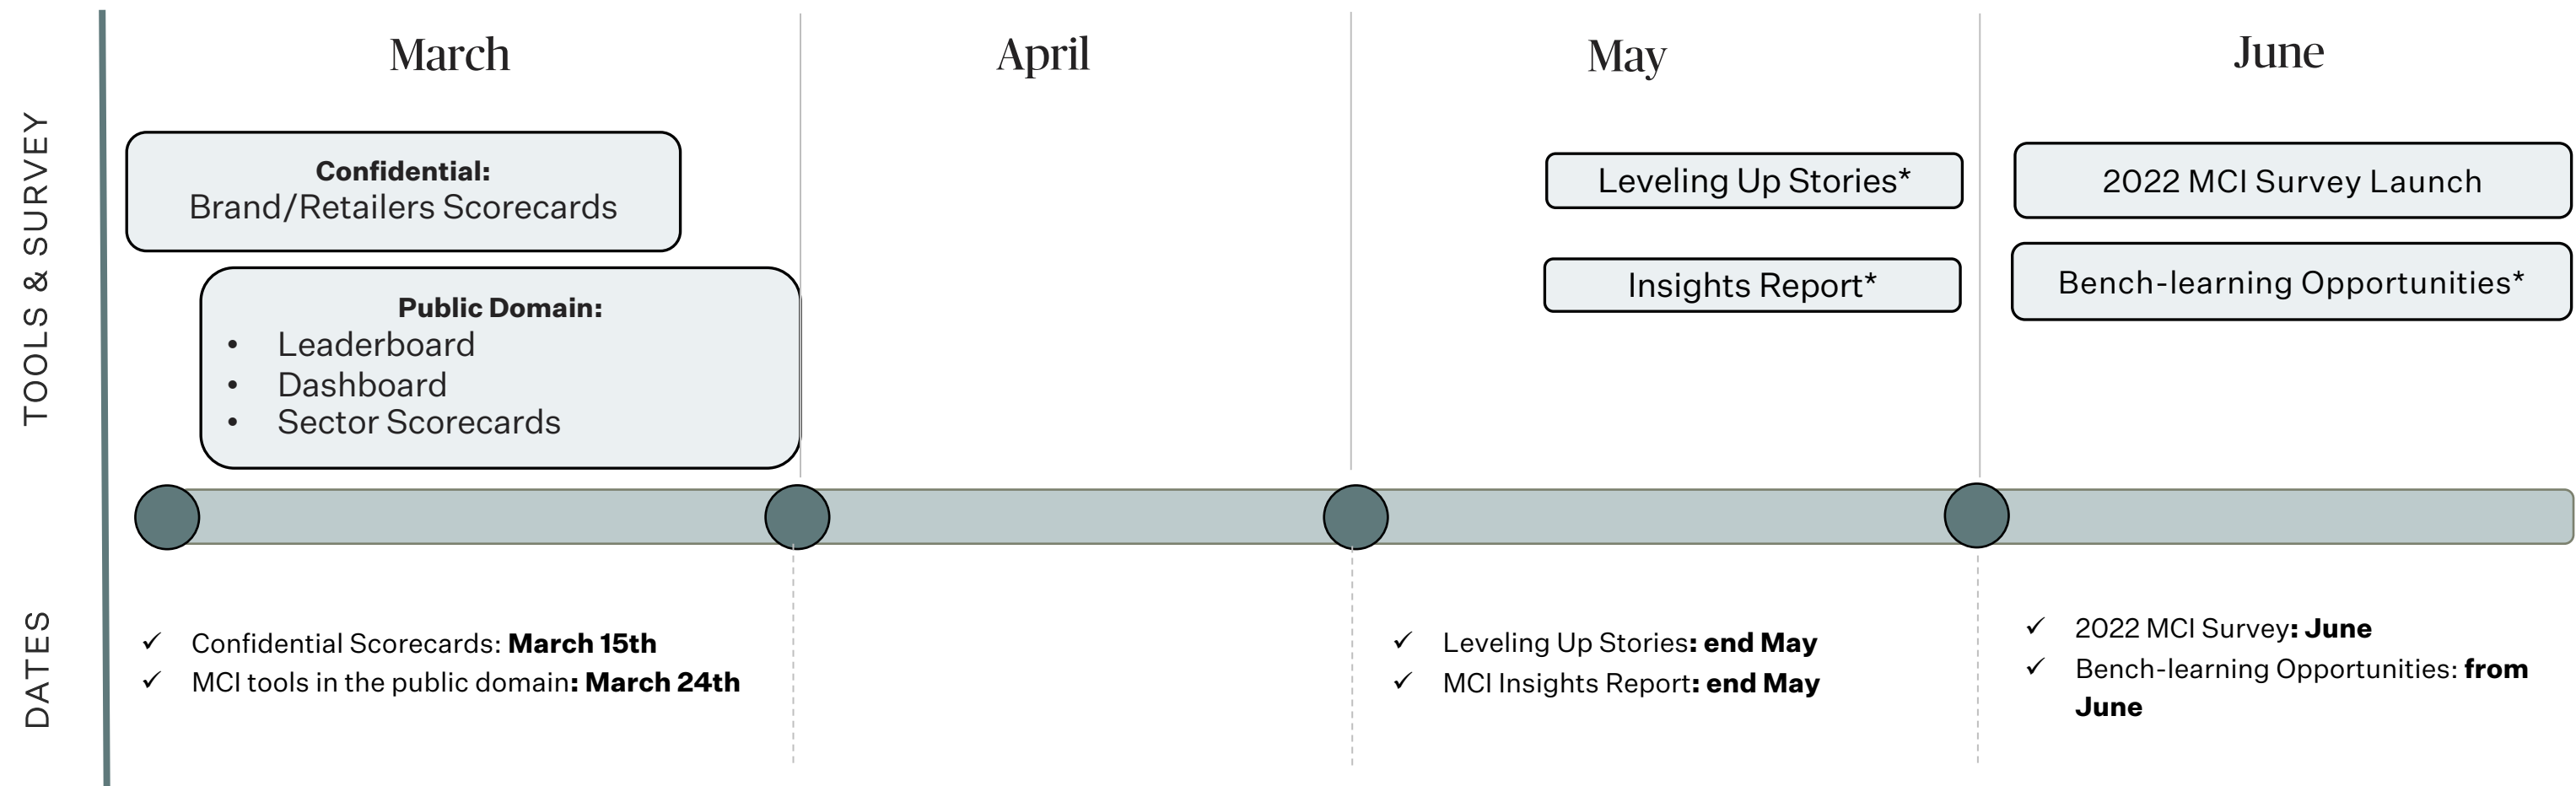 March
April
May
June
TOOLS & SURVEY
Confidential:
Brand/Retailers Scorecards
Public Domain:
• Leaderboard
• Dashboard
• Sector Scorecards
Leveling Up Stories*
Insights Report*
2022 MCI Survey Launch
Bench-learning Opportunities*
DATES
✓ Confidential Scorecards: March 15th
✓ MCI tools in the public domain: March 24th
✓ Leveling Up Stories: end May
✓ MCI Insights Report: end May
✓ 2022 MCI Survey: June
✓ Bench-learning Opportunities: from
June